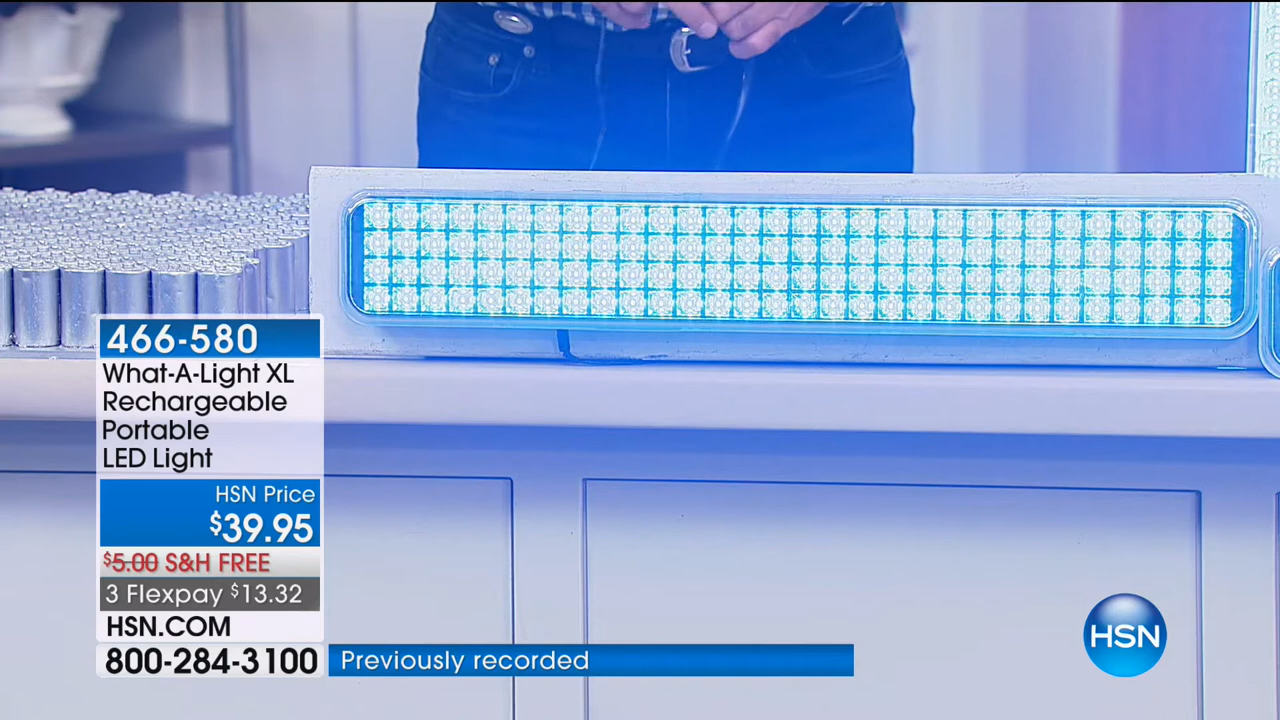 466-580
What-A-Light XL
Rechargeable
Portable
LED Light
HSN Price
$39.95
$5.00 S&H FREE
3 Flexpay $13.32
HSN.COM
800-284-3100 Previously recorded
HSN